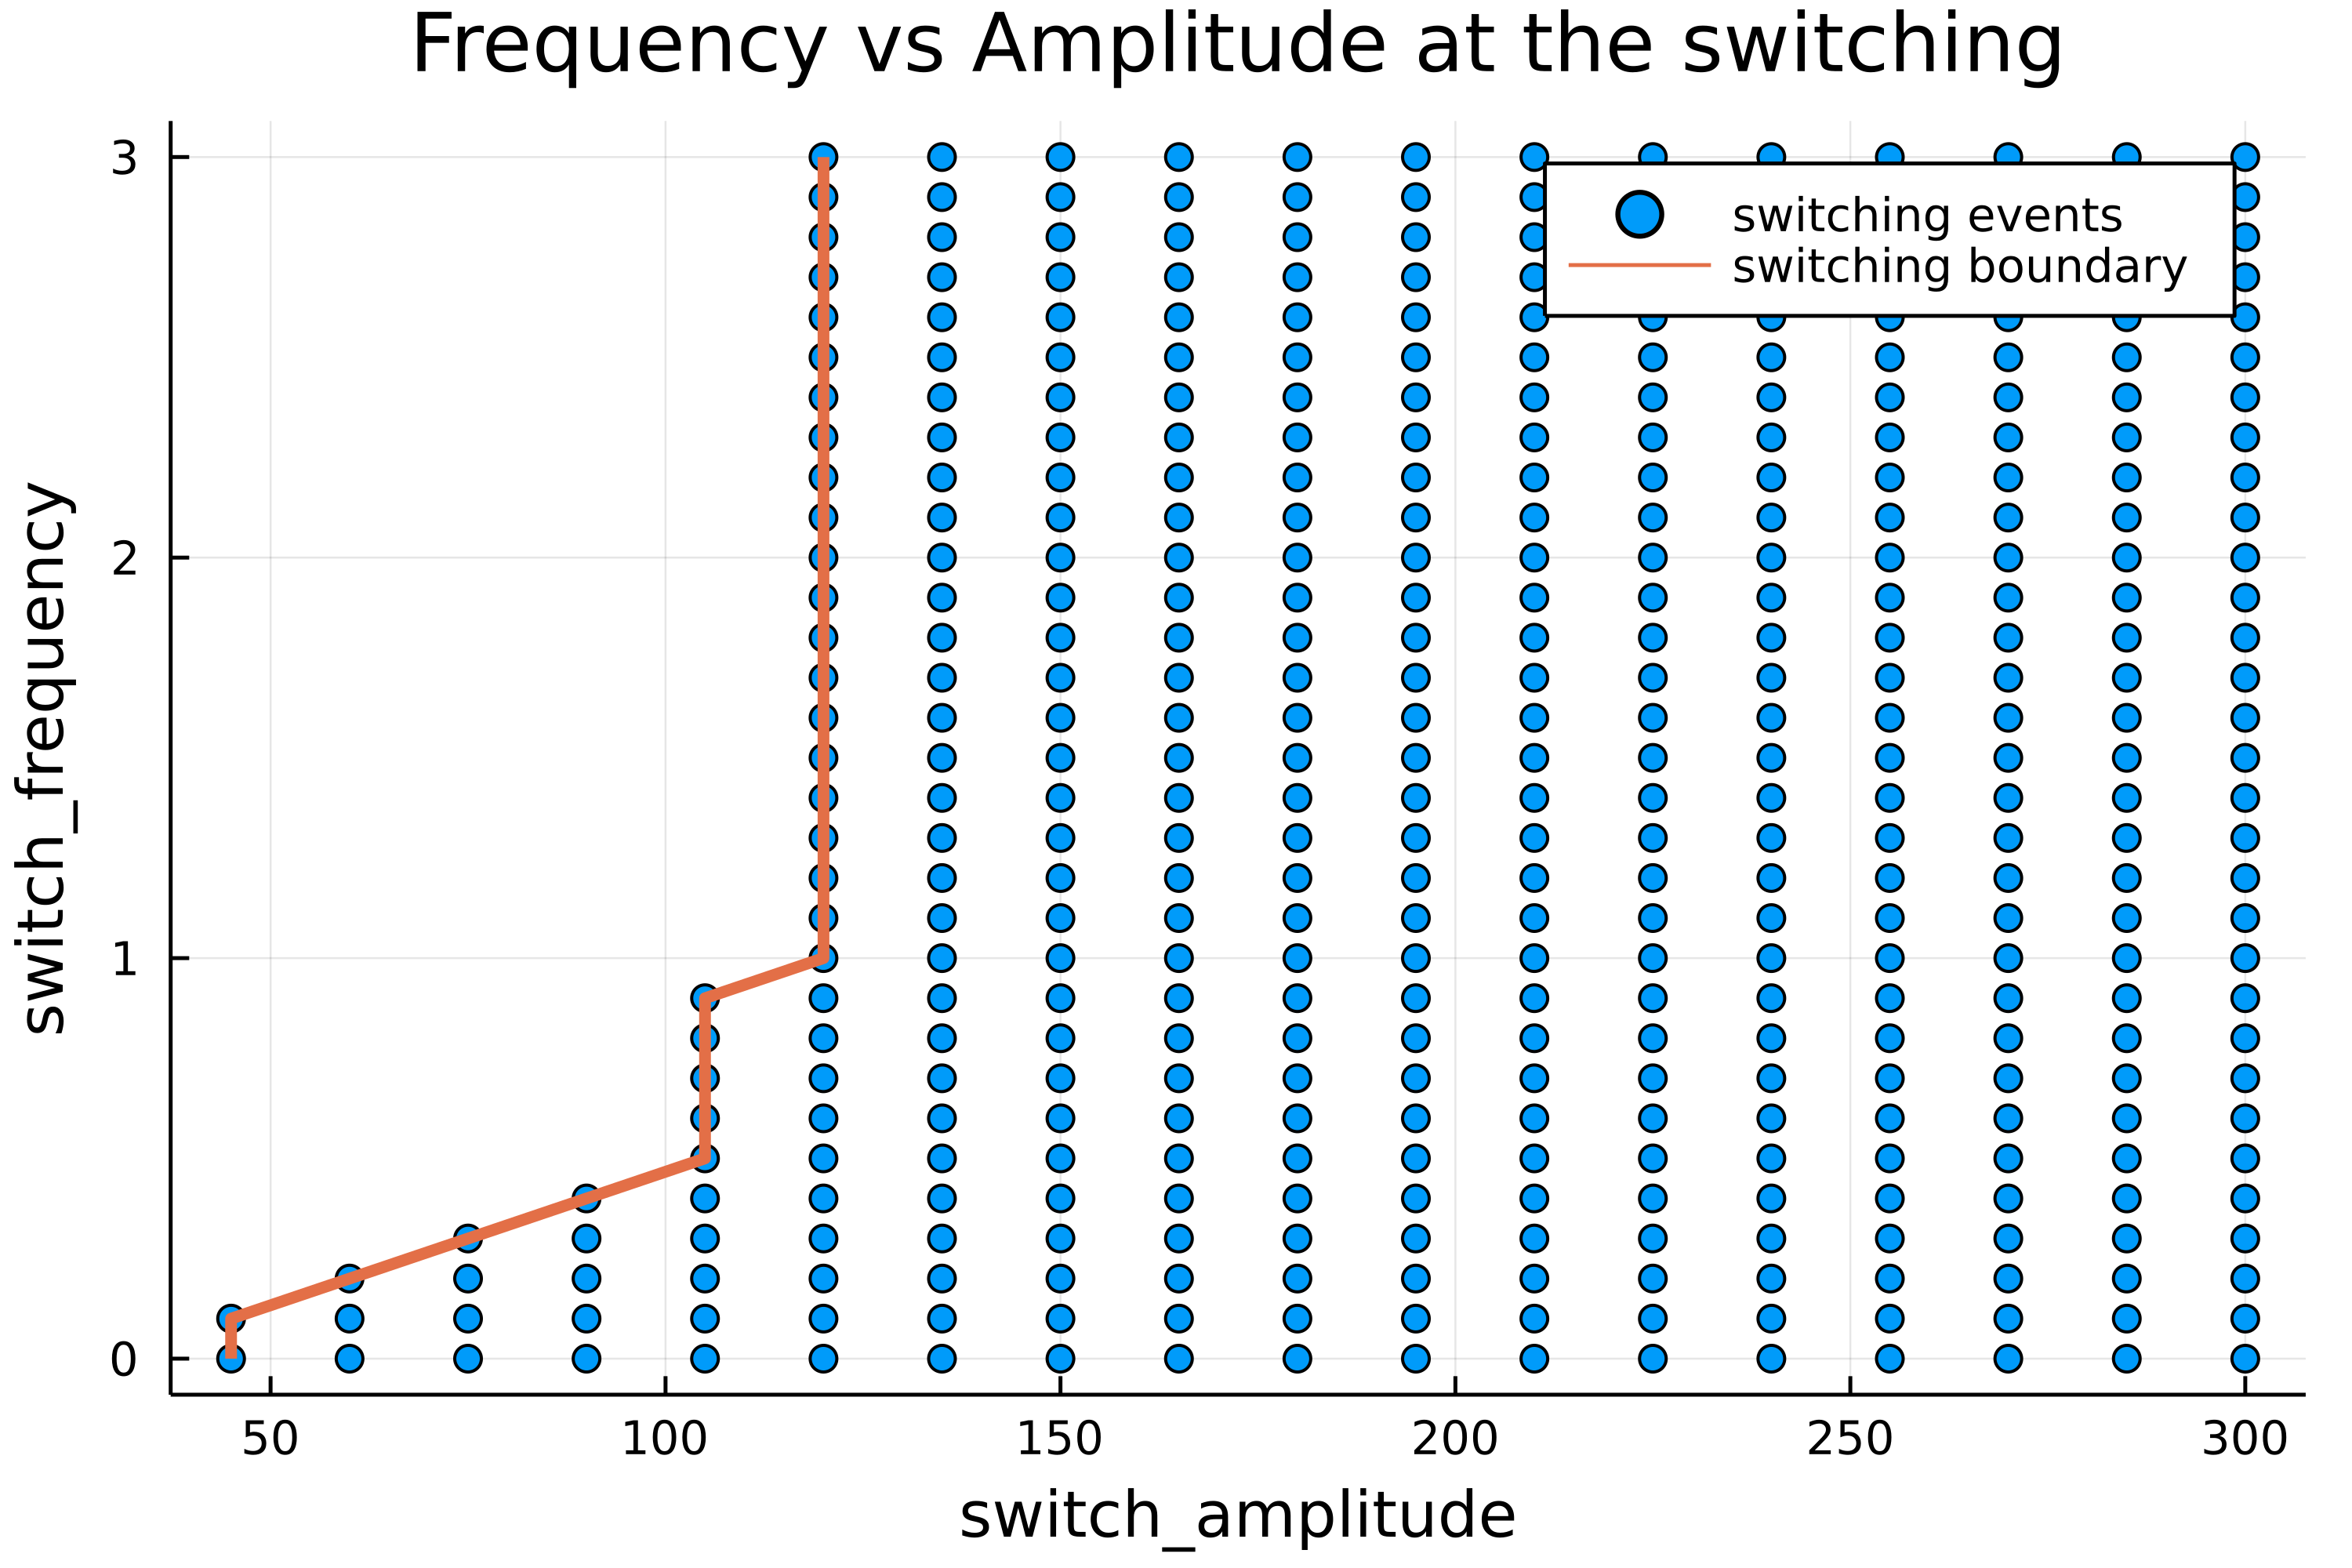 Frequency vs Amplitude at the switching
switching events
switching boundary
switch_frequency
3
2
1
0
50 100 150 200 250 300
switch_amplitude